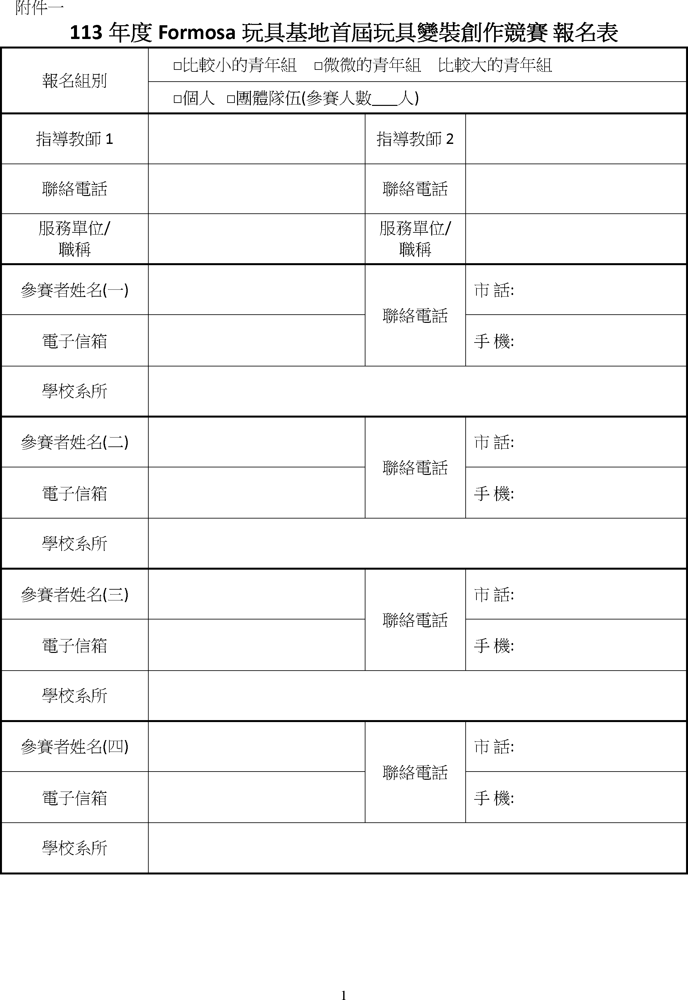 附件一
113 年度 Formosa 玩具基地首屆玩具變裝創作競賽 報名表
報名組別
□比較小的青年組 □微微的青年組 比較大的青年組
□個人 □團體隊伍(參賽人數___人)
指導教師 1
指導教師 2
聯絡電話
聯絡電話
服務單位/
職稱
服務單位/
職稱
參賽者姓名(一)
聯絡電話
市 話:
電子信箱
手 機:
學校系所
參賽者姓名(二)
聯絡電話
市 話:
電子信箱
手 機:
學校系所
參賽者姓名(三)
聯絡電話
市 話:
電子信箱
手 機:
學校系所
參賽者姓名(四)
聯絡電話
市 話:
電子信箱
手 機:
學校系所
1